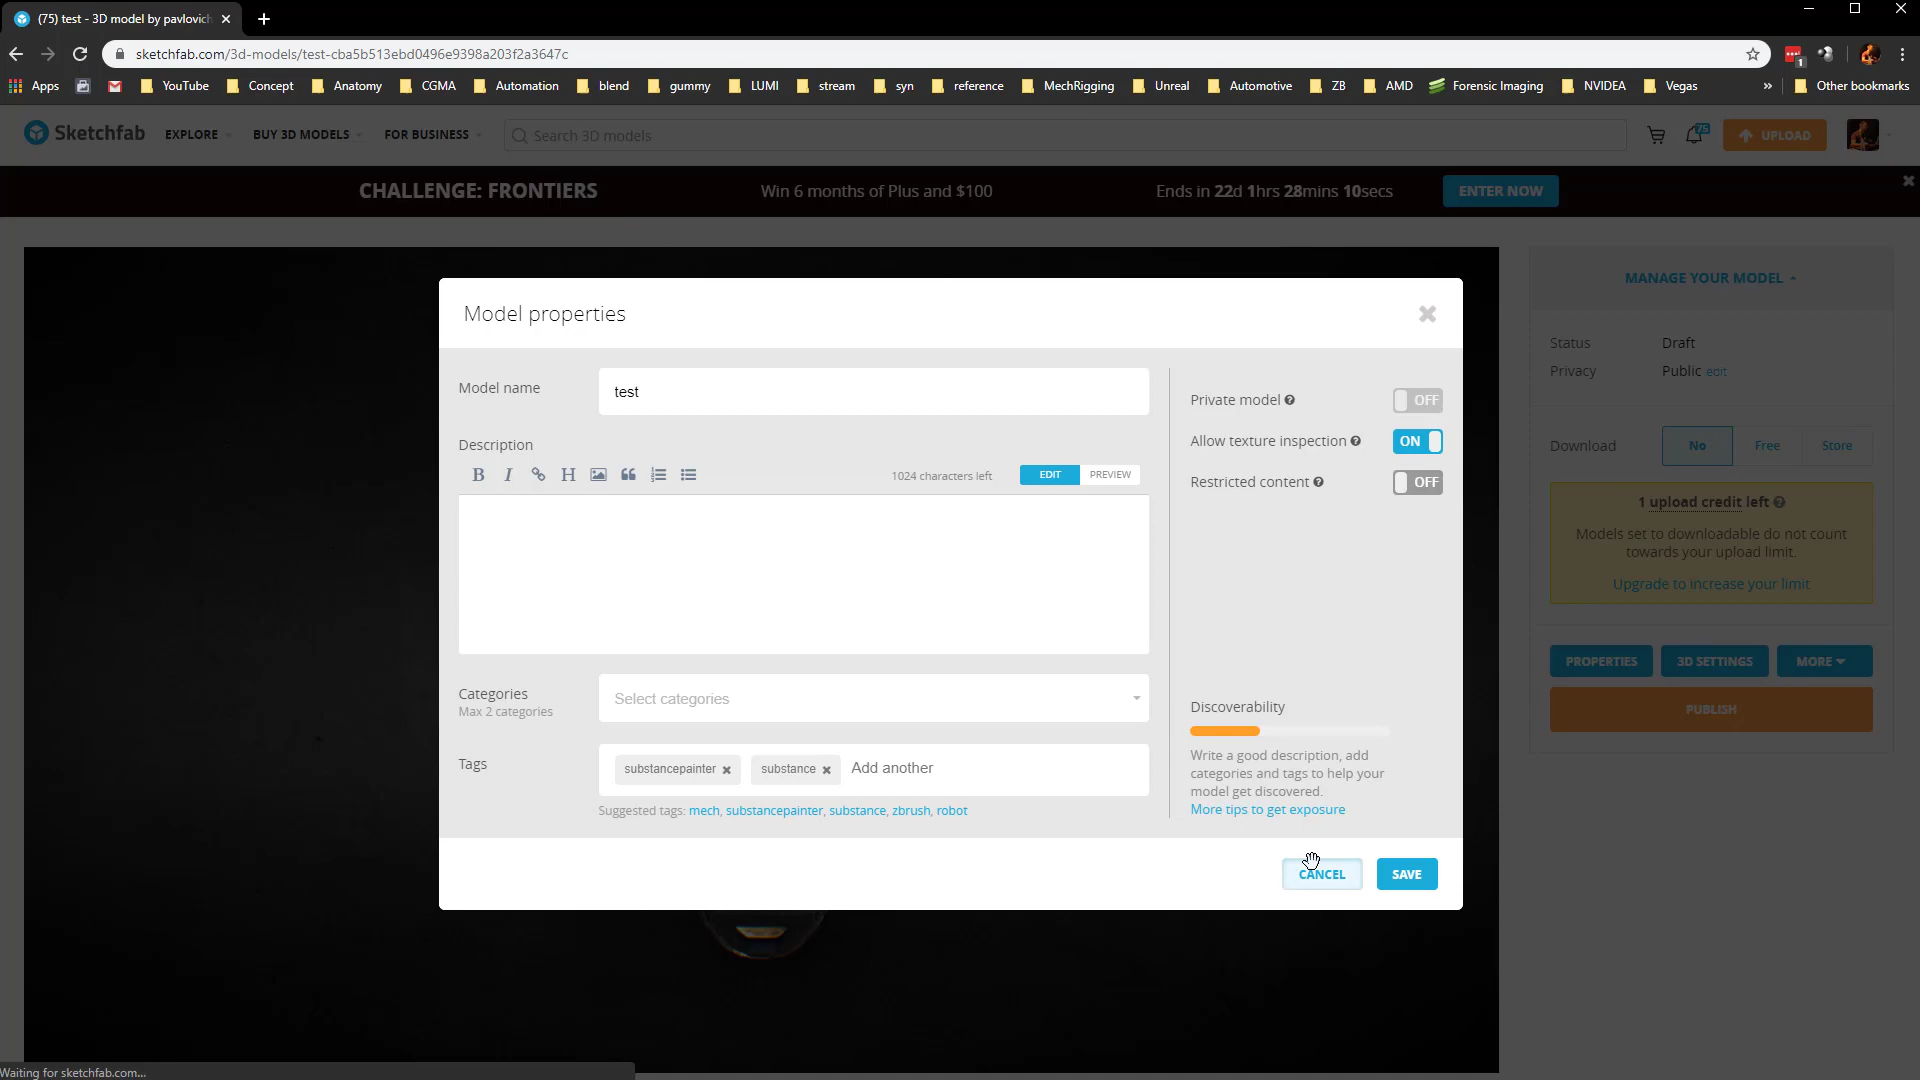 (75) test - 3D model by pavlovich
sketchfab.com/3d-models/test-cba5b513ebd0496e9398a203f2a3647c
1
Apps YouTube Concept Anatomy CGMA Automation blend gummy LUMI stream syn reference MechRigging Unreal Automotive ZB AMD Forensic Imaging NVIDEA Vegas » Other bookmarks
Sketchfab EXPLORE BUY 3D MODELS FOR BUSINESS Search 3D models 75 UPLOAD
CHALLENGE: FRONTIERS Win 6 months of Plus and $100 Ends in 22d 1hrs 28mins 10secs ENTER NOW
MANAGE YOUR MODEL
Status Draft
Privacy Public edit
Download No Free Store
1 upload credit left
Models set to downloadable do not count
towards your upload limit.
Upgrade to increase your limit
PROPERTIES 3D SETTINGS MORE
PUBLISH
Model properties
Model name test
Description
B I H 1024 characters left EDIT PREVIEW
Categories Select categories
Max 2 categories
Tags substancepainter substance Add another
Suggested tags: mech, substancepainter, substance, zbrush, robot
Private model OFF
Allow texture inspection ON
Restricted content OFF
Discoverability
Write a good description, add
categories and tags to help your
model get discovered.
More tips to get exposure
CANCEL SAVE
Waiting for sketchfab.com...